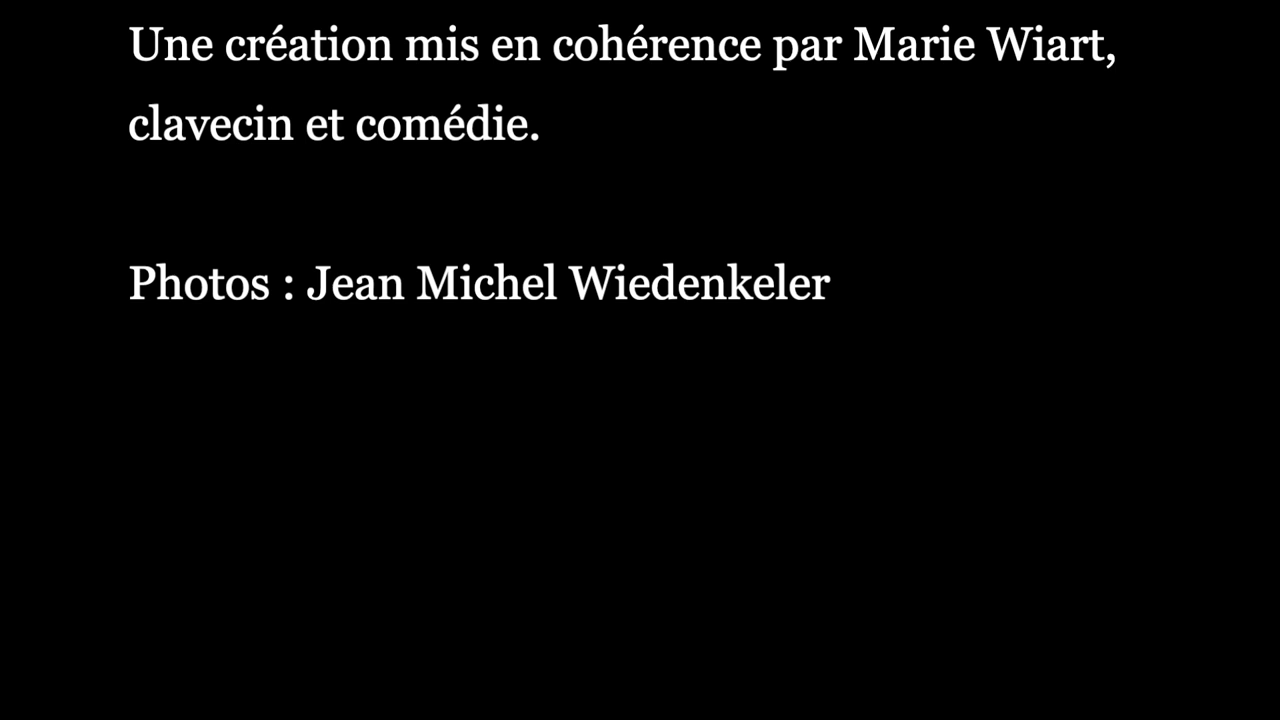 Une création mis en cohérence par Marie Wiart,
clavecin et comédie.
Photos : Jean Michel Wiedenkeler